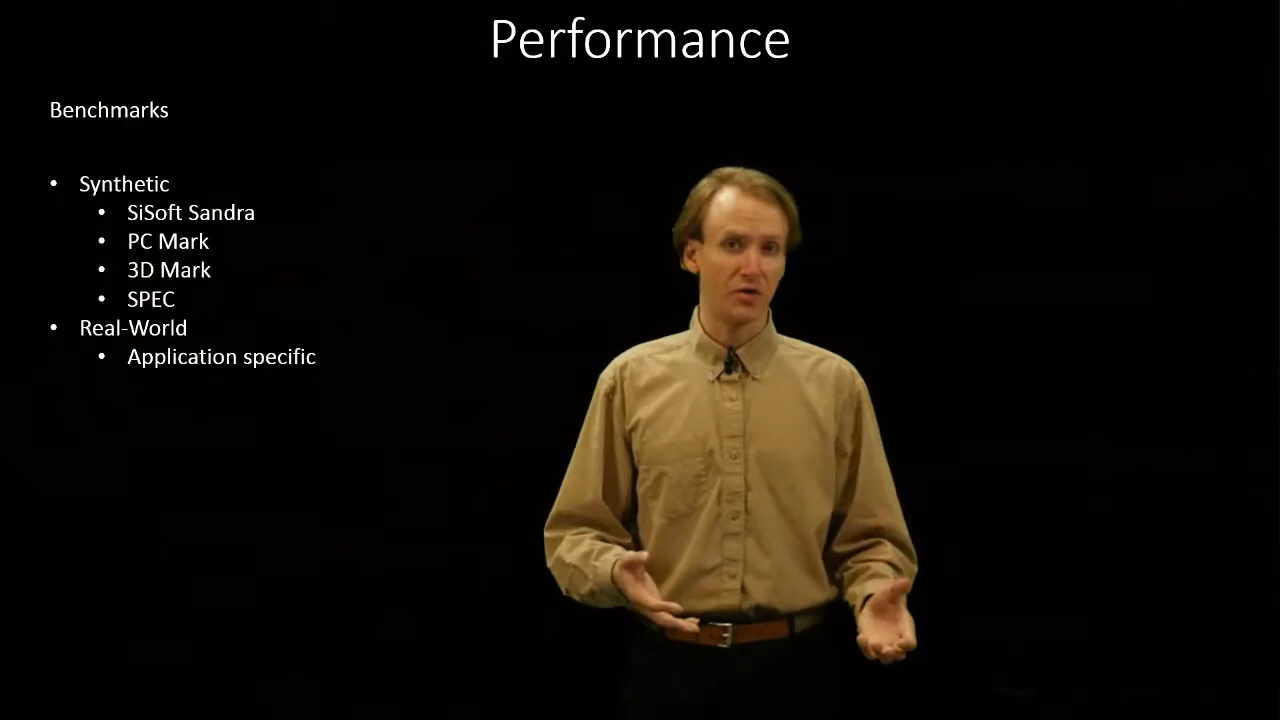 Performance
Benchmarks
• Synthetic
• SiSoft Sandra
• PC Mark
• 3D Mark
• SPEC
• Real-World
• Application specific